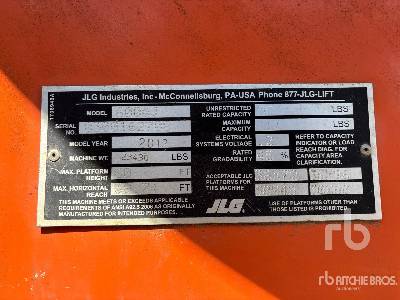 1706948A
JLG Industries, Inc - McConnellsburg, PA-USA Phone 877-JLG-LIFT
MODEL
SERIAL NO.
MODEL YEAR 2012
MACHINE WT. LBS
MAX. PLATFORM HEIGHT FT
MAX. HORIZONTAL REACH FT
THIS MACHINE MEETS OR EXCEEDS APPLICABLE
REQUIREMENTS OF ANSI A92.5 2006 AS ORIGINALLY
MANUFACTURED FOR INTENDED PURPOSES.
UNRESTRICTED RATED CAPACITY LBS
MAXIMUM CAPACITY LBS
ELECTRICAL SYSTEMS VOLTAGE
RATED GRADABILITY %
REFER TO CAPACITY
INDICATOR OR LOAD
REACH DIAG. FOR
CAPACITY AREA
CLARIFICATION.
ACCEPTABLE JLG
PLATFORMS FOR
THIS MACHINE
JLG
USE OF PLATFORMS OTHER THAN
THOSE LISTED IS PROHIBITED.
rb
RITCHIE BROS.
Auctioneers